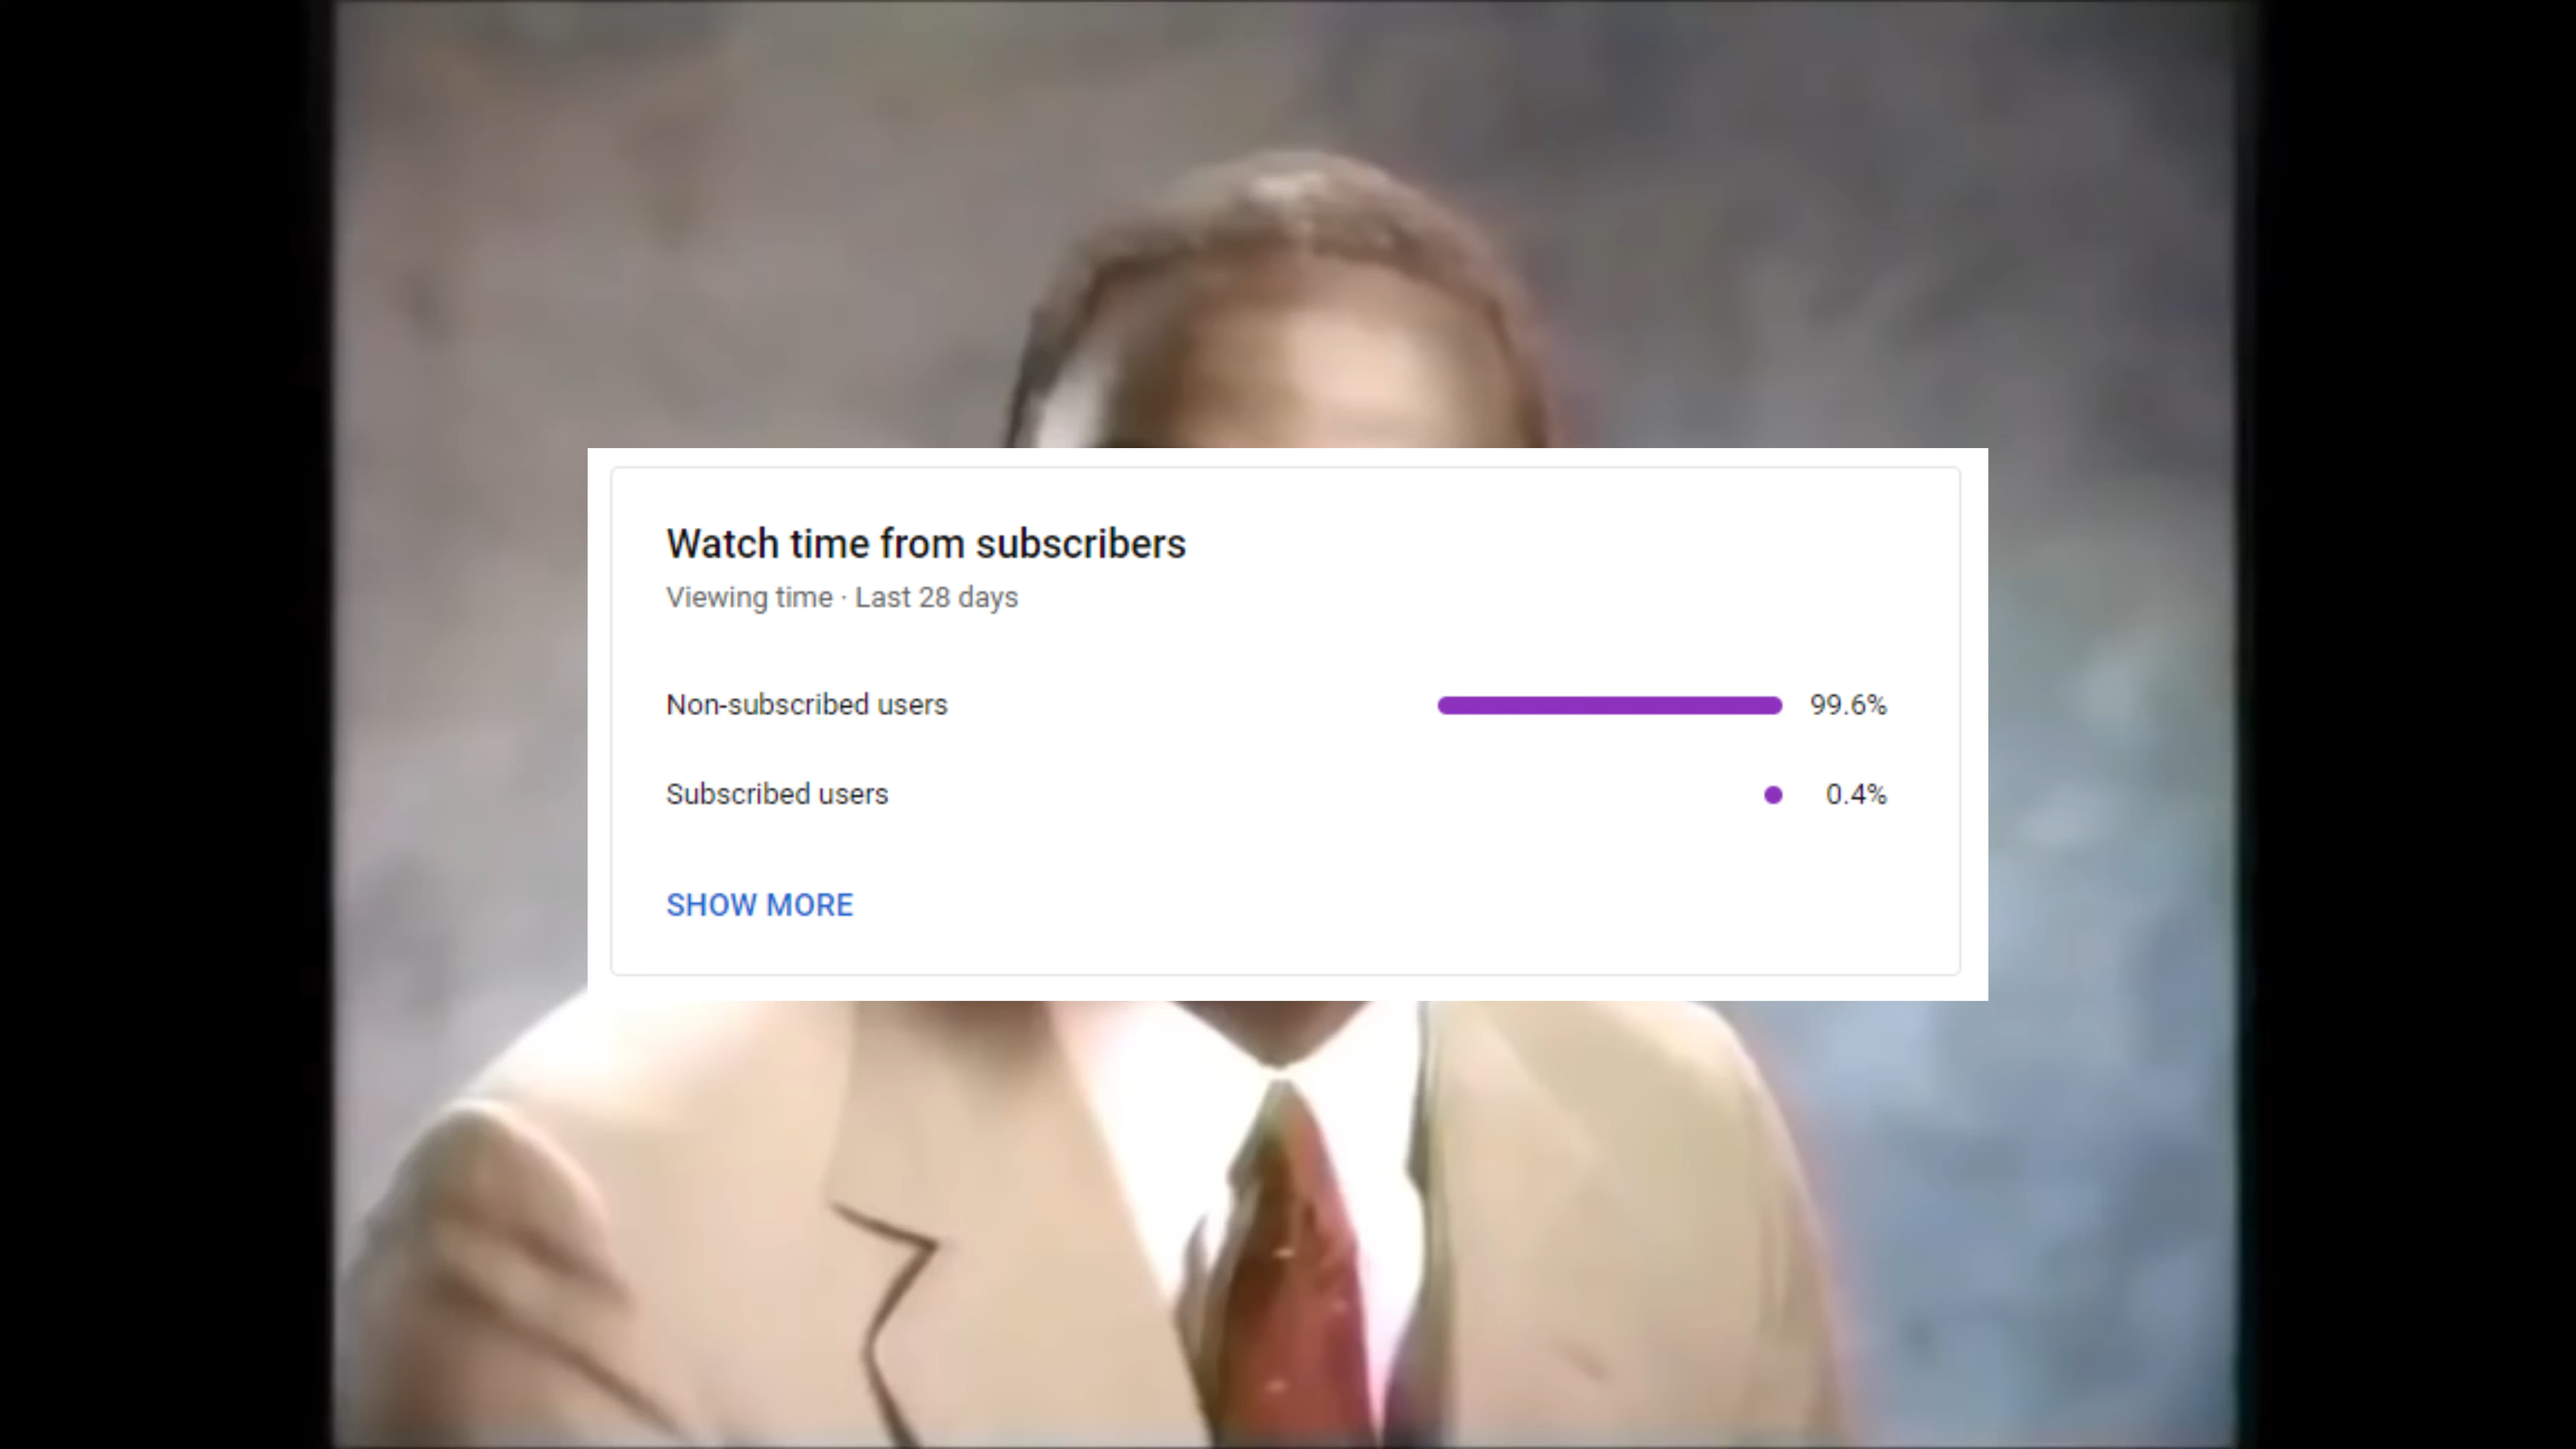 Watch time from subscribers
Viewing time · Last 28 days
Non-subscribed users 99.6%
Subscribed users 0.4%
SHOW MORE